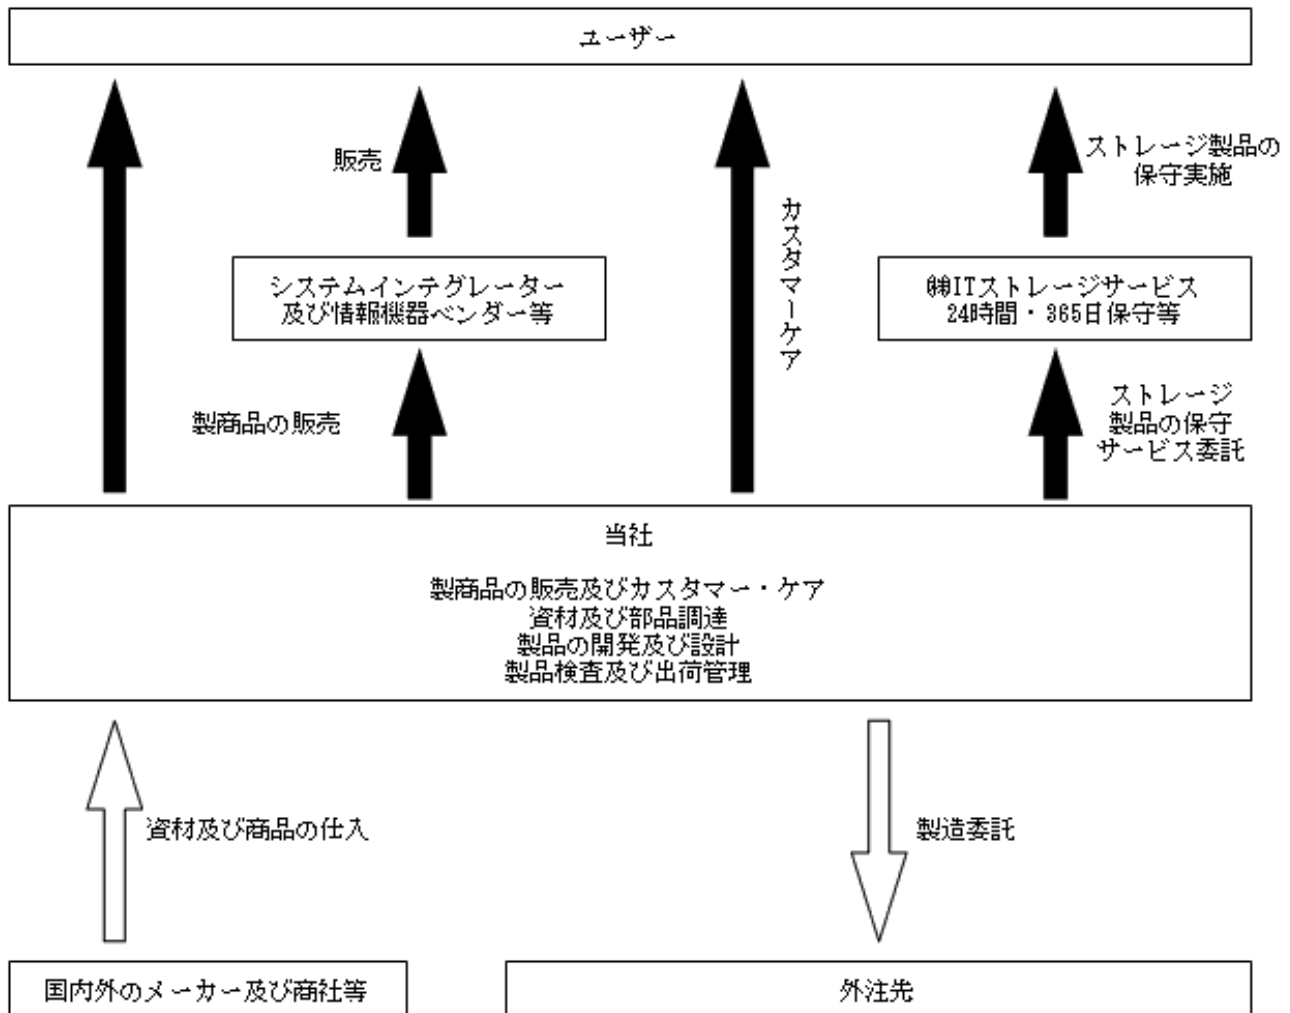 ユーザー
販売
ストレージ製品の
保守実施
カスタマーケア
システムインテグレーター
及び情報機器ベンダー等
㈱ITストレージサービス
24時間・365日保守等
製商品の販売
ストレージ
製品の保守
サービス委託
当社
製商品の販売及びカスタマー・ケア
資材及び部品調達
製品の開発及び設計
製品検査及び出荷管理
資材及び商品の仕入
製造委託
国内外のメーカー及び商社等
外注先